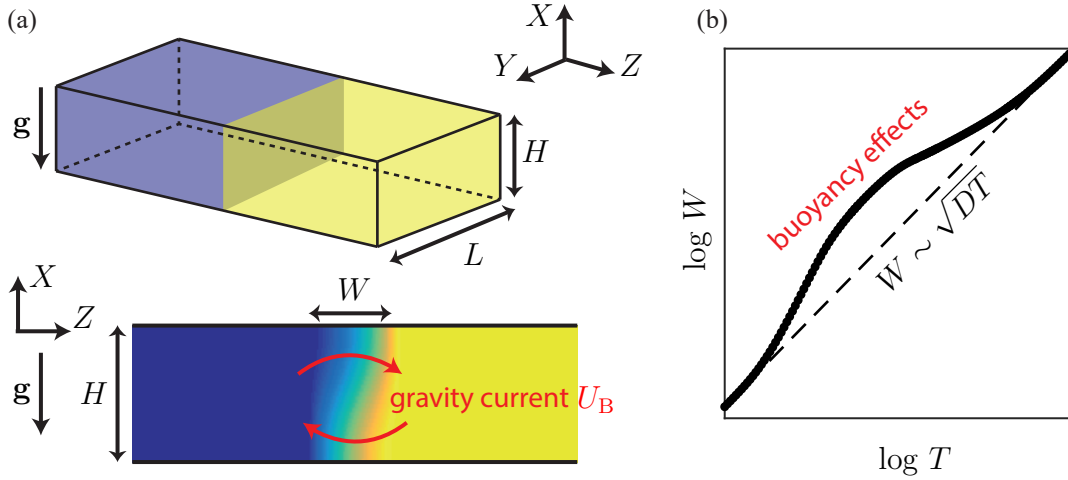 (a)
X
Y
Z
g
H
L
X
Z
g
H
W
gravity current U_B
(b)
log W
buoyancy effects
W ~ √DT
log T